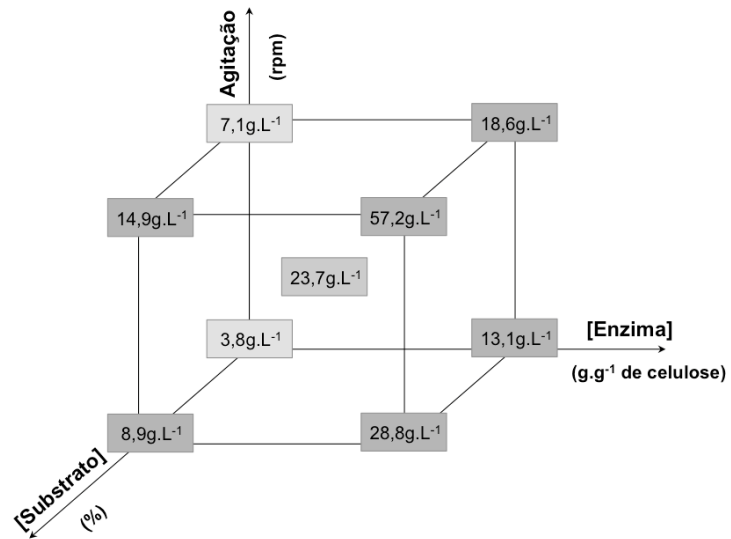 Agitação
(rpm)
7,1g.L⁻¹
18,6g.L⁻¹
14,9g.L⁻¹
57,2g.L⁻¹
23,7g.L⁻¹
3,8g.L⁻¹
13,1g.L⁻¹
[Enzima]
(g.g⁻¹ de celulose)
8,9g.L⁻¹
28,8g.L⁻¹
[Substrato]
(%)